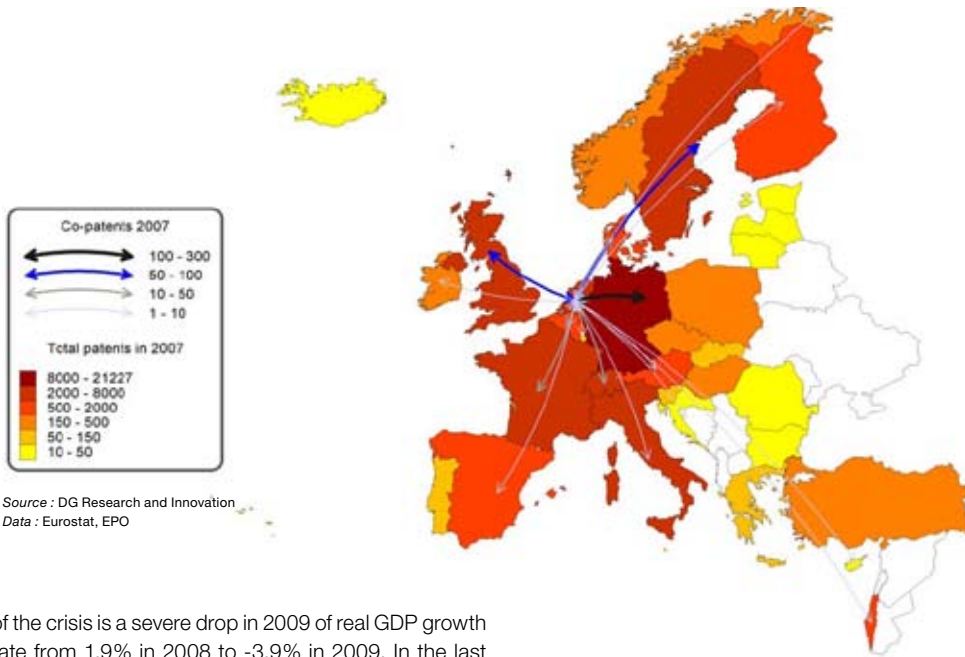 Co-patents 2007
100 - 300
50 - 100
10 - 50
1 - 10
Total patents in 2007
8000 - 21227
2000 - 8000
500 - 2000
150 - 500
50 - 150
10 - 50
Source : DG Research and Innovation
Data : Eurostat, EPO
of the crisis is a severe drop in 2009 of real GDP growth
ate from 1.9% in 2008 to -3.9% in 2009. In the last